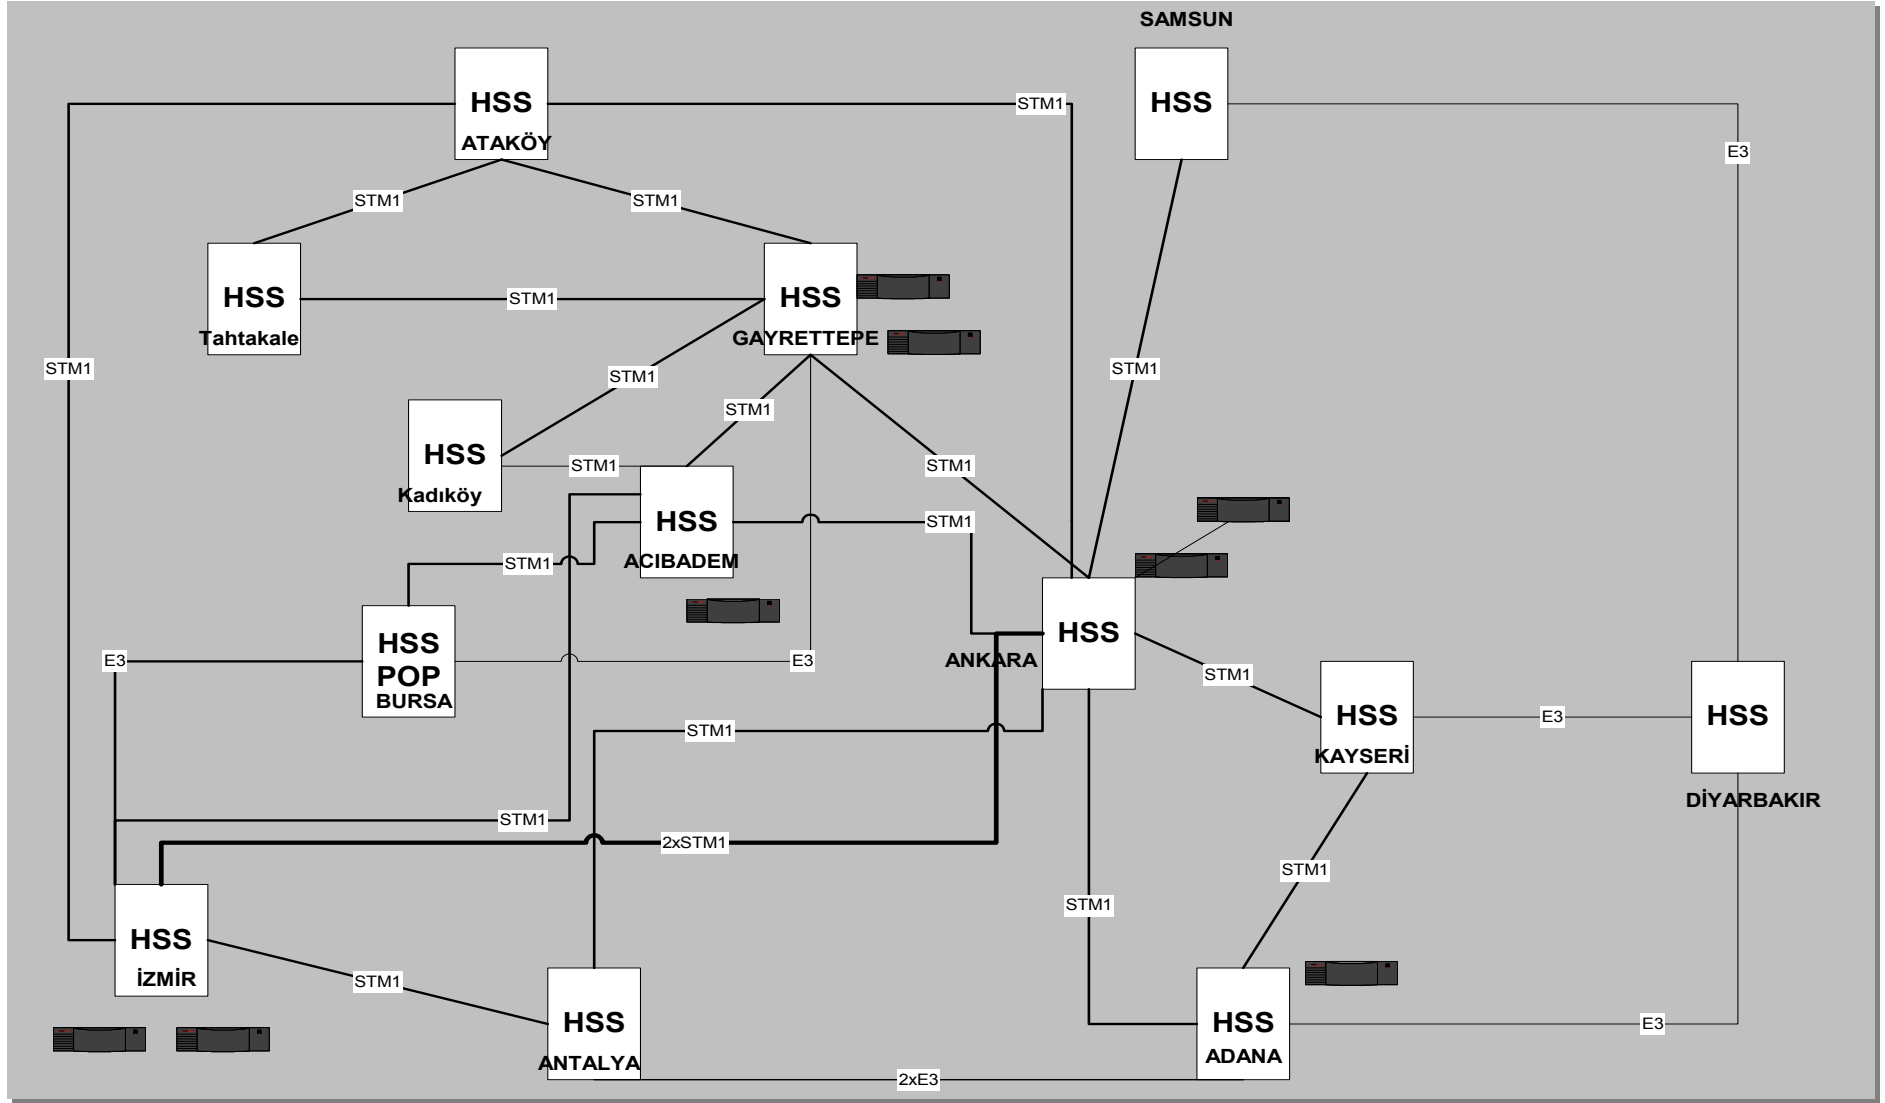 SAMSUN
HSS
ATAKÖY
STM1
HSS
E3
STM1
STM1
HSS
Tahtakale
STM1
HSS
GAYRETTEPE
STM1
STM1
STM1
STM1
HSS
Kadıköy
STM1
STM1
HSS
ACIBADEM
STM1
STM1
HSS
ANKARA
HSS
POP
BURSA
E3
E3
STM1
HSS
KAYSERİ
E3
HSS
DİYARBAKIR
STM1
STM1
2xSTM1
STM1
STM1
HSS
İZMİR
STM1
HSS
ANTALYA
HSS
ADANA
E3
2xE3